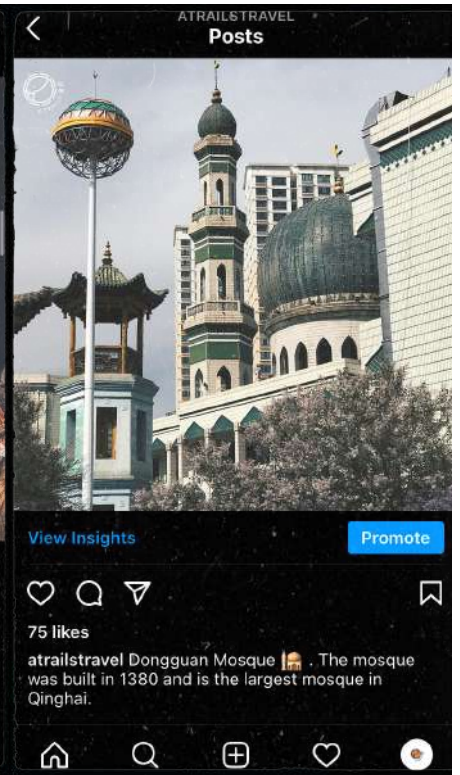 ATRAILSTRAVEL
Posts
View Insights
Promote
75 likes
atrailstravel Dongguan Mosque 🕌 . The mosque
was built in 1380 and is the largest mosque in
Qinghai.